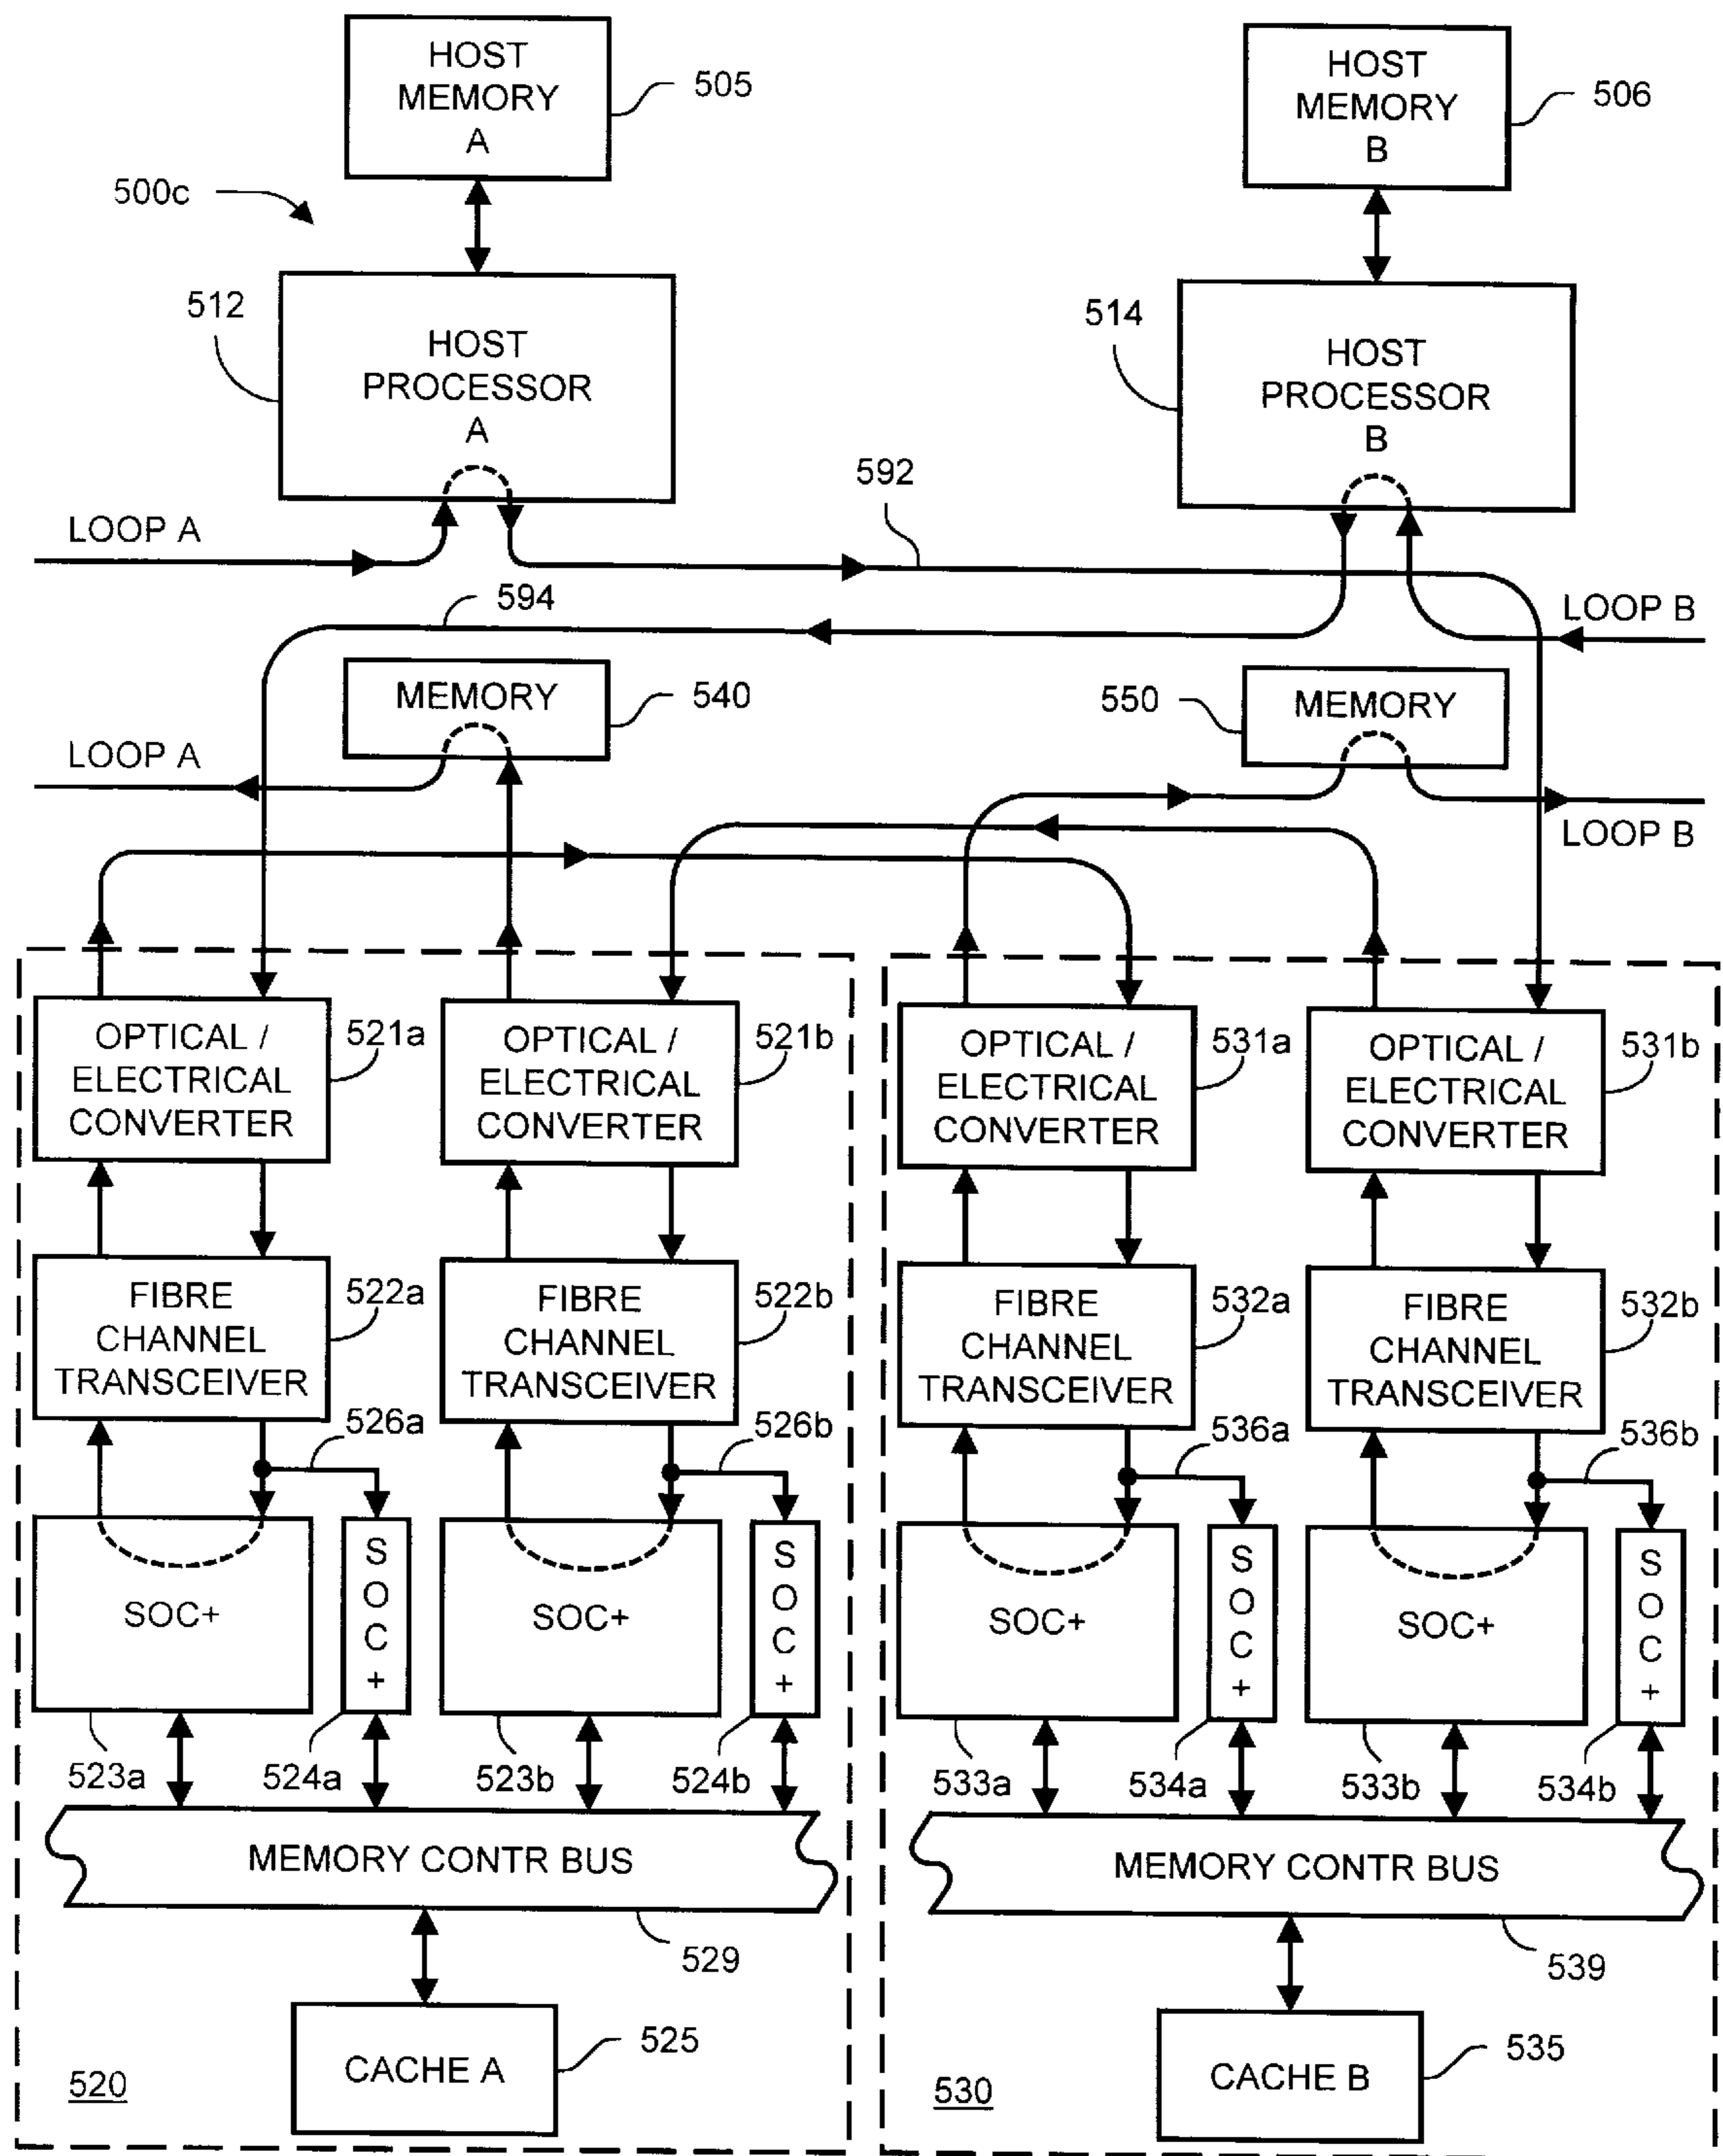 HOST
MEMORY
A
505
HOST
MEMORY
B
506
500c
512
HOST
PROCESSOR
A
514
HOST
PROCESSOR
B
592
LOOP A
594
LOOP B
MEMORY
540
550
MEMORY
LOOP A
LOOP B
OPTICAL /
ELECTRICAL
CONVERTER
521a
OPTICAL /
ELECTRICAL
CONVERTER
521b
OPTICAL /
ELECTRICAL
CONVERTER
531a
OPTICAL /
ELECTRICAL
CONVERTER
531b
FIBRE
CHANNEL
TRANSCEIVER
522a
FIBRE
CHANNEL
TRANSCEIVER
522b
FIBRE
CHANNEL
TRANSCEIVER
532a
FIBRE
CHANNEL
TRANSCEIVER
532b
526a
526b
536a
536b
SOC+
S
O
C
+
SOC+
S
O
C
+
SOC+
S
O
C
+
SOC+
S
O
C
+
523a
524a
523b
524b
533a
534a
533b
534b
MEMORY CONTR BUS
MEMORY CONTR BUS
529
539
CACHE A
525
CACHE B
535
520
530